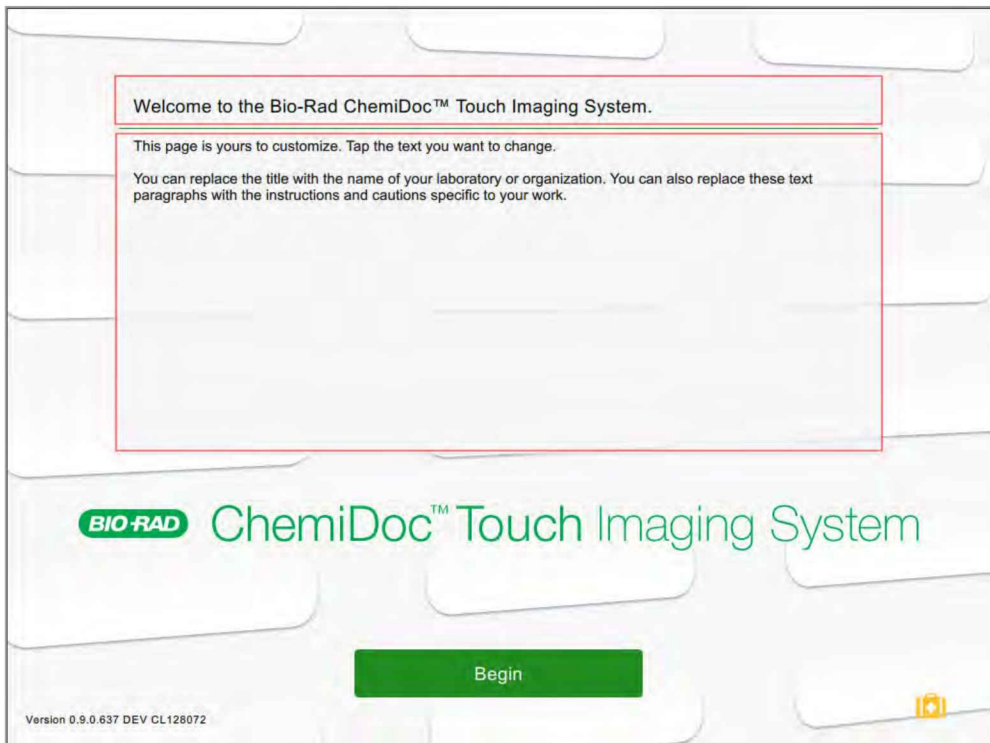 Welcome to the Bio-Rad ChemiDoc™ Touch Imaging System.
This page is yours to customize. Tap the text you want to change.
You can replace the title with the name of your laboratory or organization. You can also replace these text
paragraphs with the instructions and cautions specific to your work.
BIO-RAD ChemiDoc™ Touch Imaging System
Begin
Version 0.9.0.637 DEV CL128072